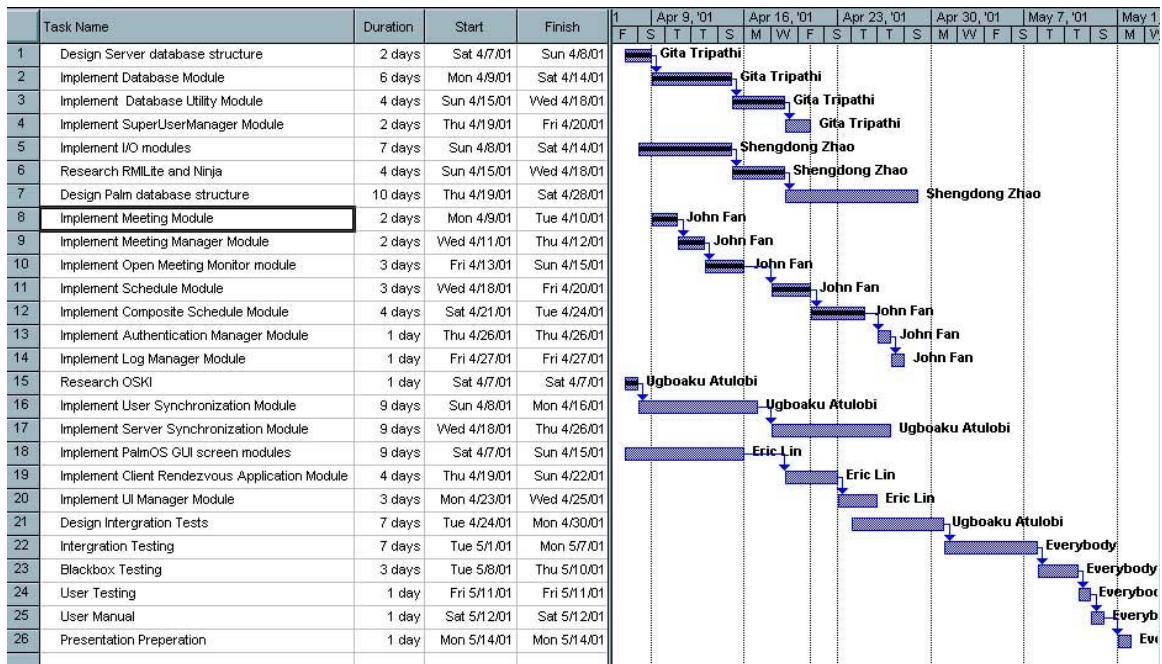 Task Name Duration Start Finish 1 Apr 9, '01 Apr 16, '01 Apr 23, '01 Apr 30, '01 May 7, '01 May 1
F S T T S M W F S T T S M W F S T T S M W
1 Design Server database structure 2 days Sat 4/7/01 Sun 4/8/01 Gita Tripathi
2 Implement Database Module 6 days Mon 4/9/01 Sat 4/14/01 Gita Tripathi
3 Implement Database Utility Module 4 days Sun 4/15/01 Wed 4/18/01 Gita Tripathi
4 Implement SuperUserManager Module 2 days Thu 4/19/01 Fri 4/20/01 Gita Tripathi
5 Implement I/O modules 7 days Sun 4/8/01 Sat 4/14/01 Shengdong Zhao
6 Research RMILite and Ninja 4 days Sun 4/15/01 Wed 4/18/01 Shengdong Zhao
7 Design Palm database structure 10 days Thu 4/19/01 Sat 4/28/01 Shengdong Zhao
8 Implement Meeting Module 2 days Mon 4/9/01 Tue 4/10/01 John Fan
9 Implement Meeting Manager Module 2 days Wed 4/11/01 Thu 4/12/01 John Fan
10 Implement Open Meeting Monitor module 3 days Fri 4/13/01 Sun 4/15/01 John Fan
11 Implement Schedule Module 3 days Wed 4/18/01 Fri 4/20/01 John Fan
12 Implement Composite Schedule Module 4 days Sat 4/21/01 Tue 4/24/01 John Fan
13 Implement Authentication Manager Module 1 day Thu 4/26/01 Thu 4/26/01 John Fan
14 Implement Log Manager Module 1 day Fri 4/27/01 Fri 4/27/01 John Fan
15 Research OSKI 1 day Sat 4/7/01 Sat 4/7/01 Ugboaku Atulobi
16 Implement User Synchronization Module 9 days Sun 4/8/01 Mon 4/16/01 Ugboaku Atulobi
17 Implement Server Synchronization Module 9 days Wed 4/18/01 Thu 4/26/01 Ugboaku Atulobi
18 Implement PalmOS GUI screen modules 9 days Sat 4/7/01 Sun 4/15/01 Eric Lin
19 Implement Client Rendezvous Application Module 4 days Thu 4/19/01 Sun 4/22/01 Eric Lin
20 Implement UI Manager Module 3 days Mon 4/23/01 Wed 4/25/01 Eric Lin
21 Design Intergration Tests 7 days Tue 4/24/01 Mon 4/30/01 Ugboaku Atulobi
22 Intergration Testing 7 days Tue 5/1/01 Mon 5/7/01 Everybody
23 Blackbox Testing 3 days Tue 5/8/01 Thu 5/10/01 Everybody
24 User Testing 1 day Fri 5/11/01 Fri 5/11/01 Everyboc
25 User Manual 1 day Sat 5/12/01 Sat 5/12/01 Everyb
26 Presentation Preperation 1 day Mon 5/14/01 Mon 5/14/01 Eve